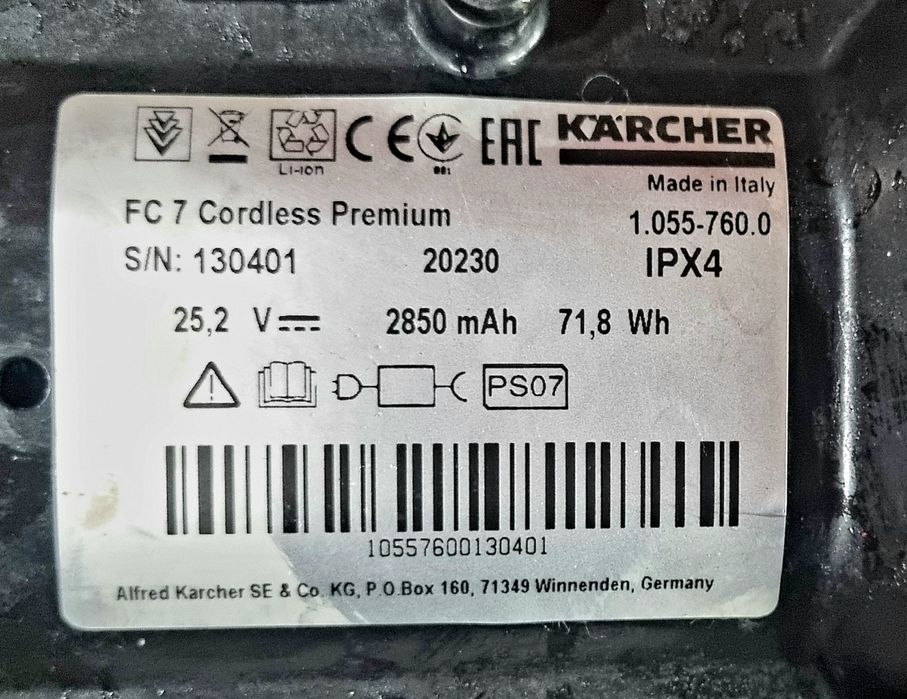 Li-ion
CE
EAC
KÄRCHER
Made in Italy
FC 7 Cordless Premium
1.055-760.0
S/N: 130401
20230
IPX4
25,2 V
2850 mAh
71,8 Wh
PS07
10557600130401
Alfred Karcher SE & Co. KG, P.O.Box 160, 71349 Winnenden, Germany